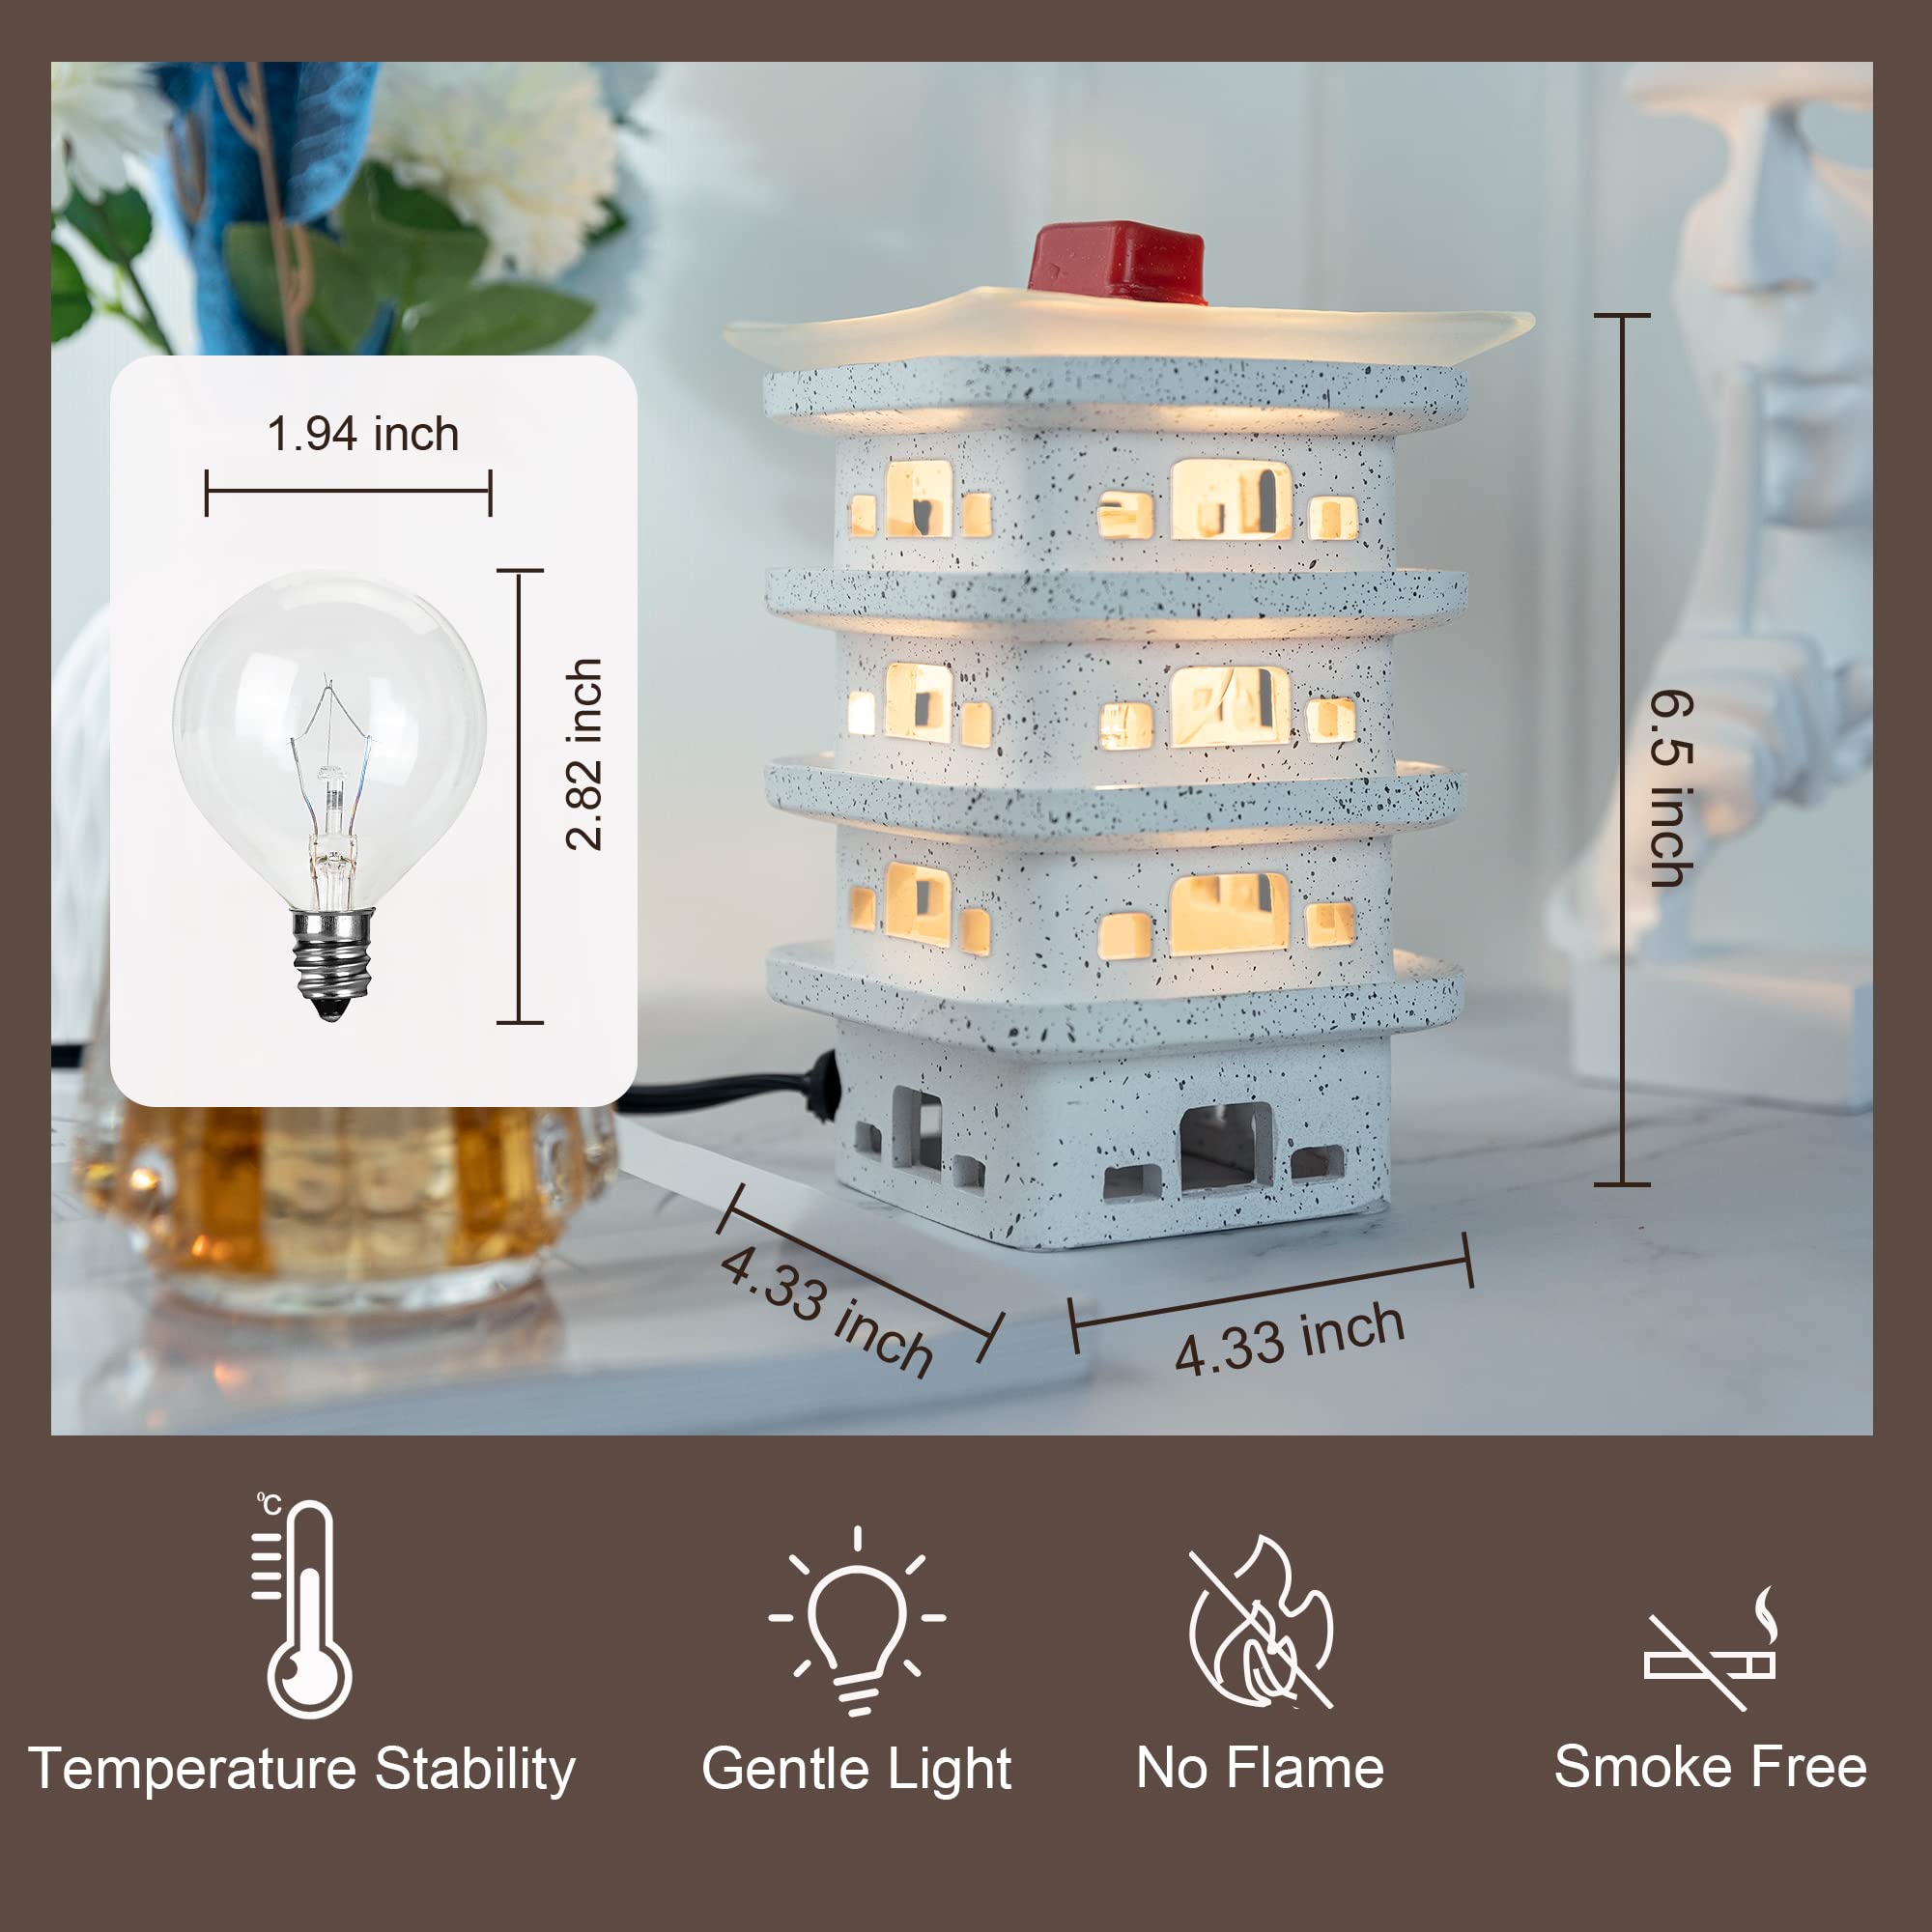 1.94 inch
2.82 inch
6.5 inch
4.33 inch
4.33 inch
°C
Temperature Stability
Gentle Light
No Flame
Smoke Free